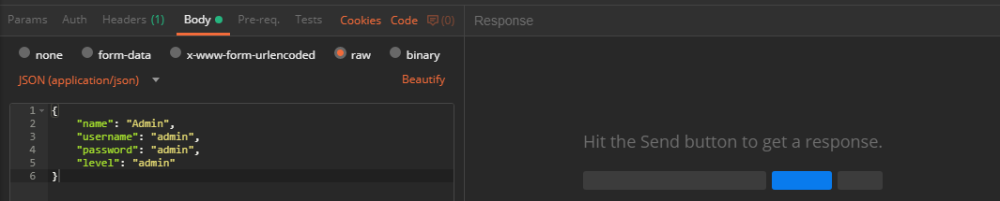 Params Auth Headers (1) Body Pre-req. Tests Cookies Code (0) Response
none form-data x-www-form-urlencoded raw binary
JSON (application/json) Beautify
1 {
2 "name": "Admin",
3 "username": "admin",
4 "password": "admin",
5 "level": "admin"
6 }
Hit the Send button to get a response.